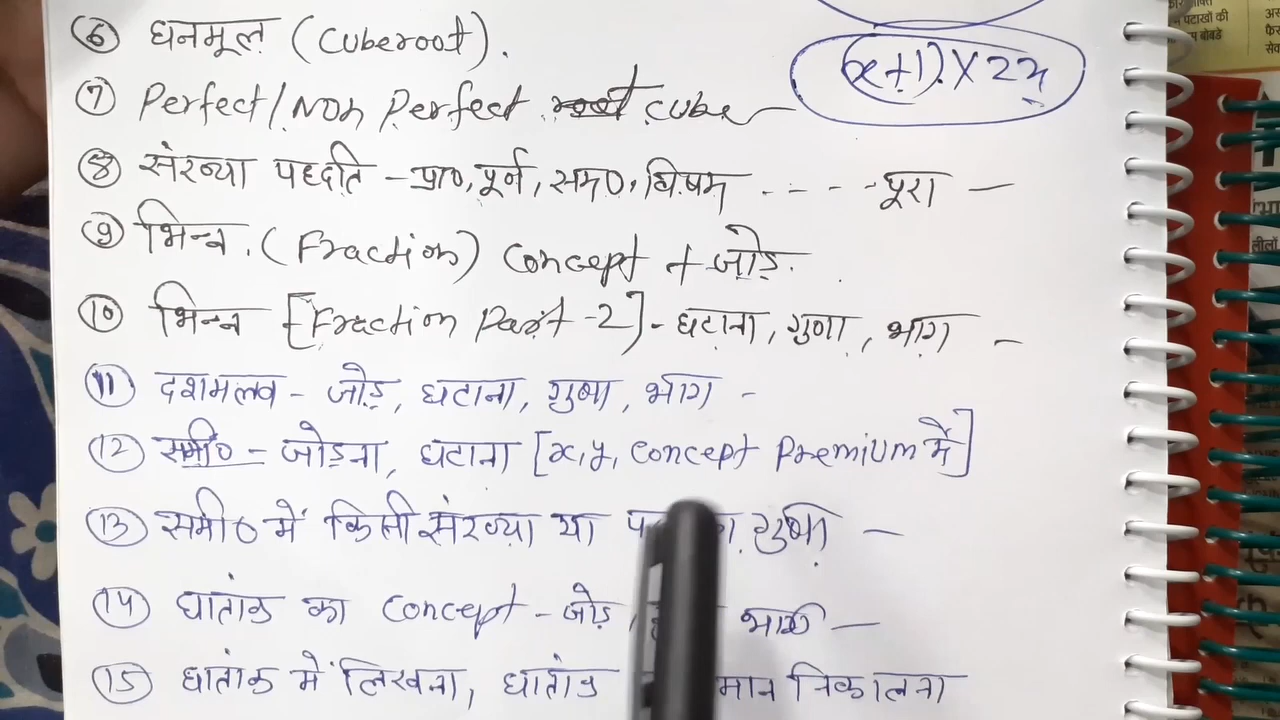 ⑥ घनमूल (Cuberoot).
(x+1) × 2x
⑦ Perfect/Non Perfect cube
⑧ संख्या पद्धति - प्रा०, पूर्न, सम०, विषम ----- पूरा —
⑨ भिन्न. (Fraction) Concept + जोड़.
⑩ भिन्न [Fraction Part-2] - घटाना, गुणा, भाग —
⑪ दशमलव - जोड़, घटाना, गुणा, भाग -
⑫ समी० - जोड़ना, घटाना [x, y, concept Premium में]
⑬ समी० में किसी संख्या या गुणा —
⑭ घातांक का Concept - जोड़, भाग —
⑮ घातांक में लिखना, घातांक मान निकालना
पटाखों की